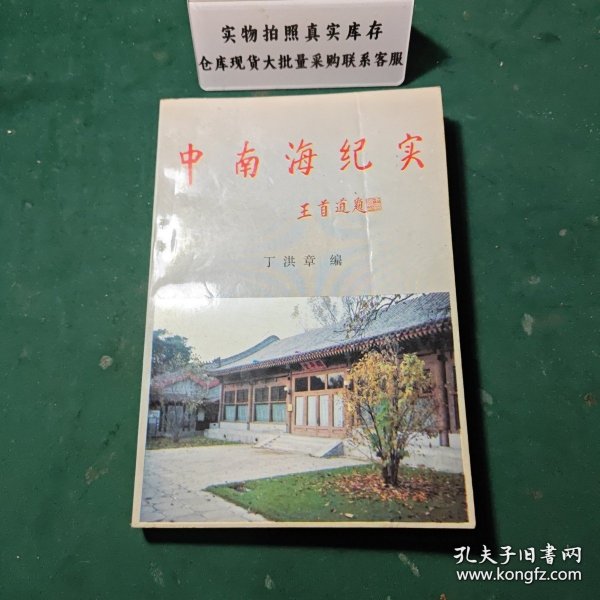 实物拍照真实库存
仓库现货大批量采购联系客服
中南海纪实
王首道题
丁洪章 编
孔夫子旧书网
www.kongfz.com